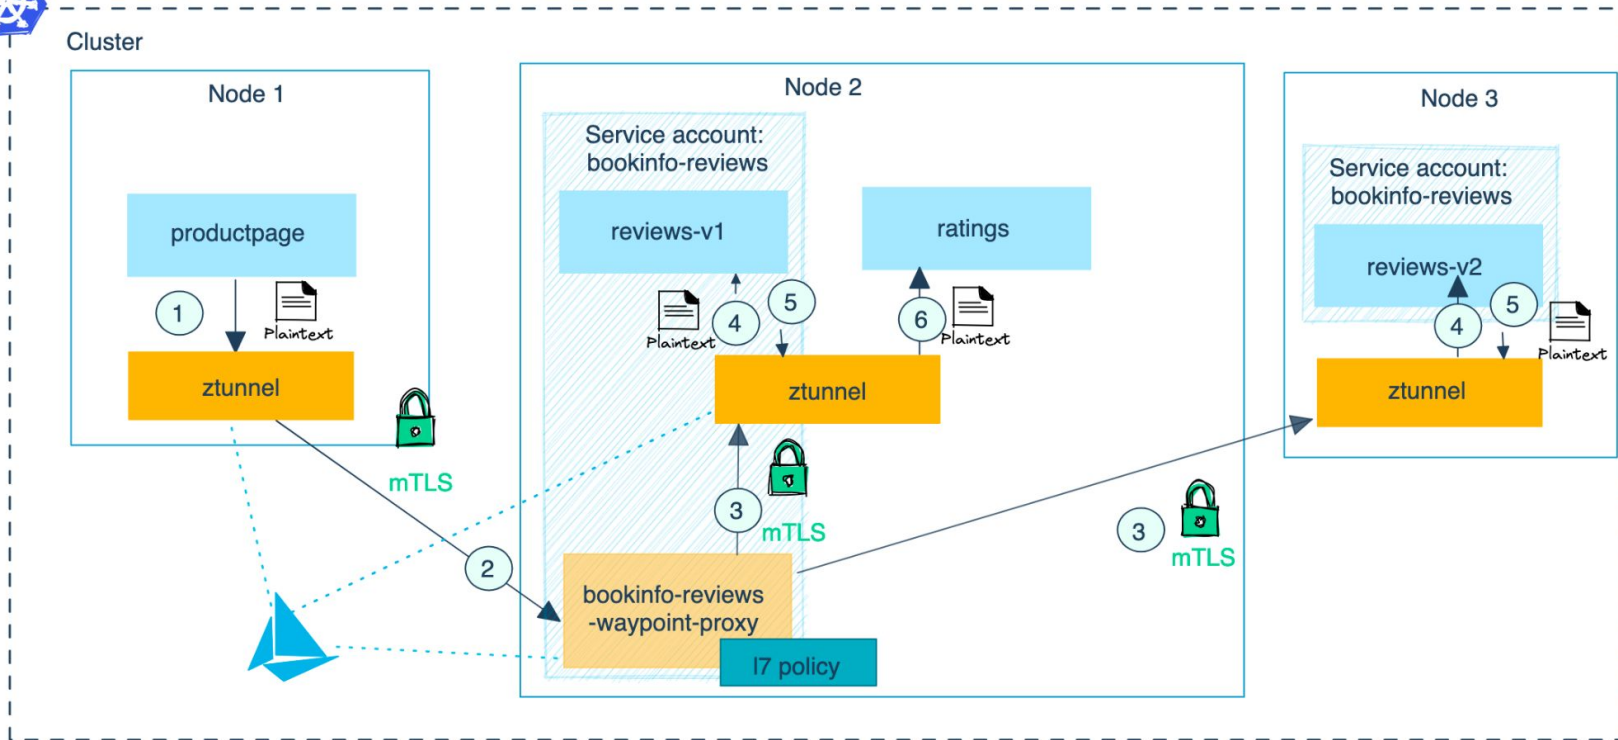 Cluster
Node 1
productpage
1
Plaintext
ztunnel
mTLS
2
Node 2
Service account:
bookinfo-reviews
reviews-v1
ratings
Plaintext
4
5
6
Plaintext
ztunnel
3
mTLS
bookinfo-reviews
-waypoint-proxy
l7 policy
3
mTLS
Node 3
Service account:
bookinfo-reviews
reviews-v2
4
5
Plaintext
ztunnel